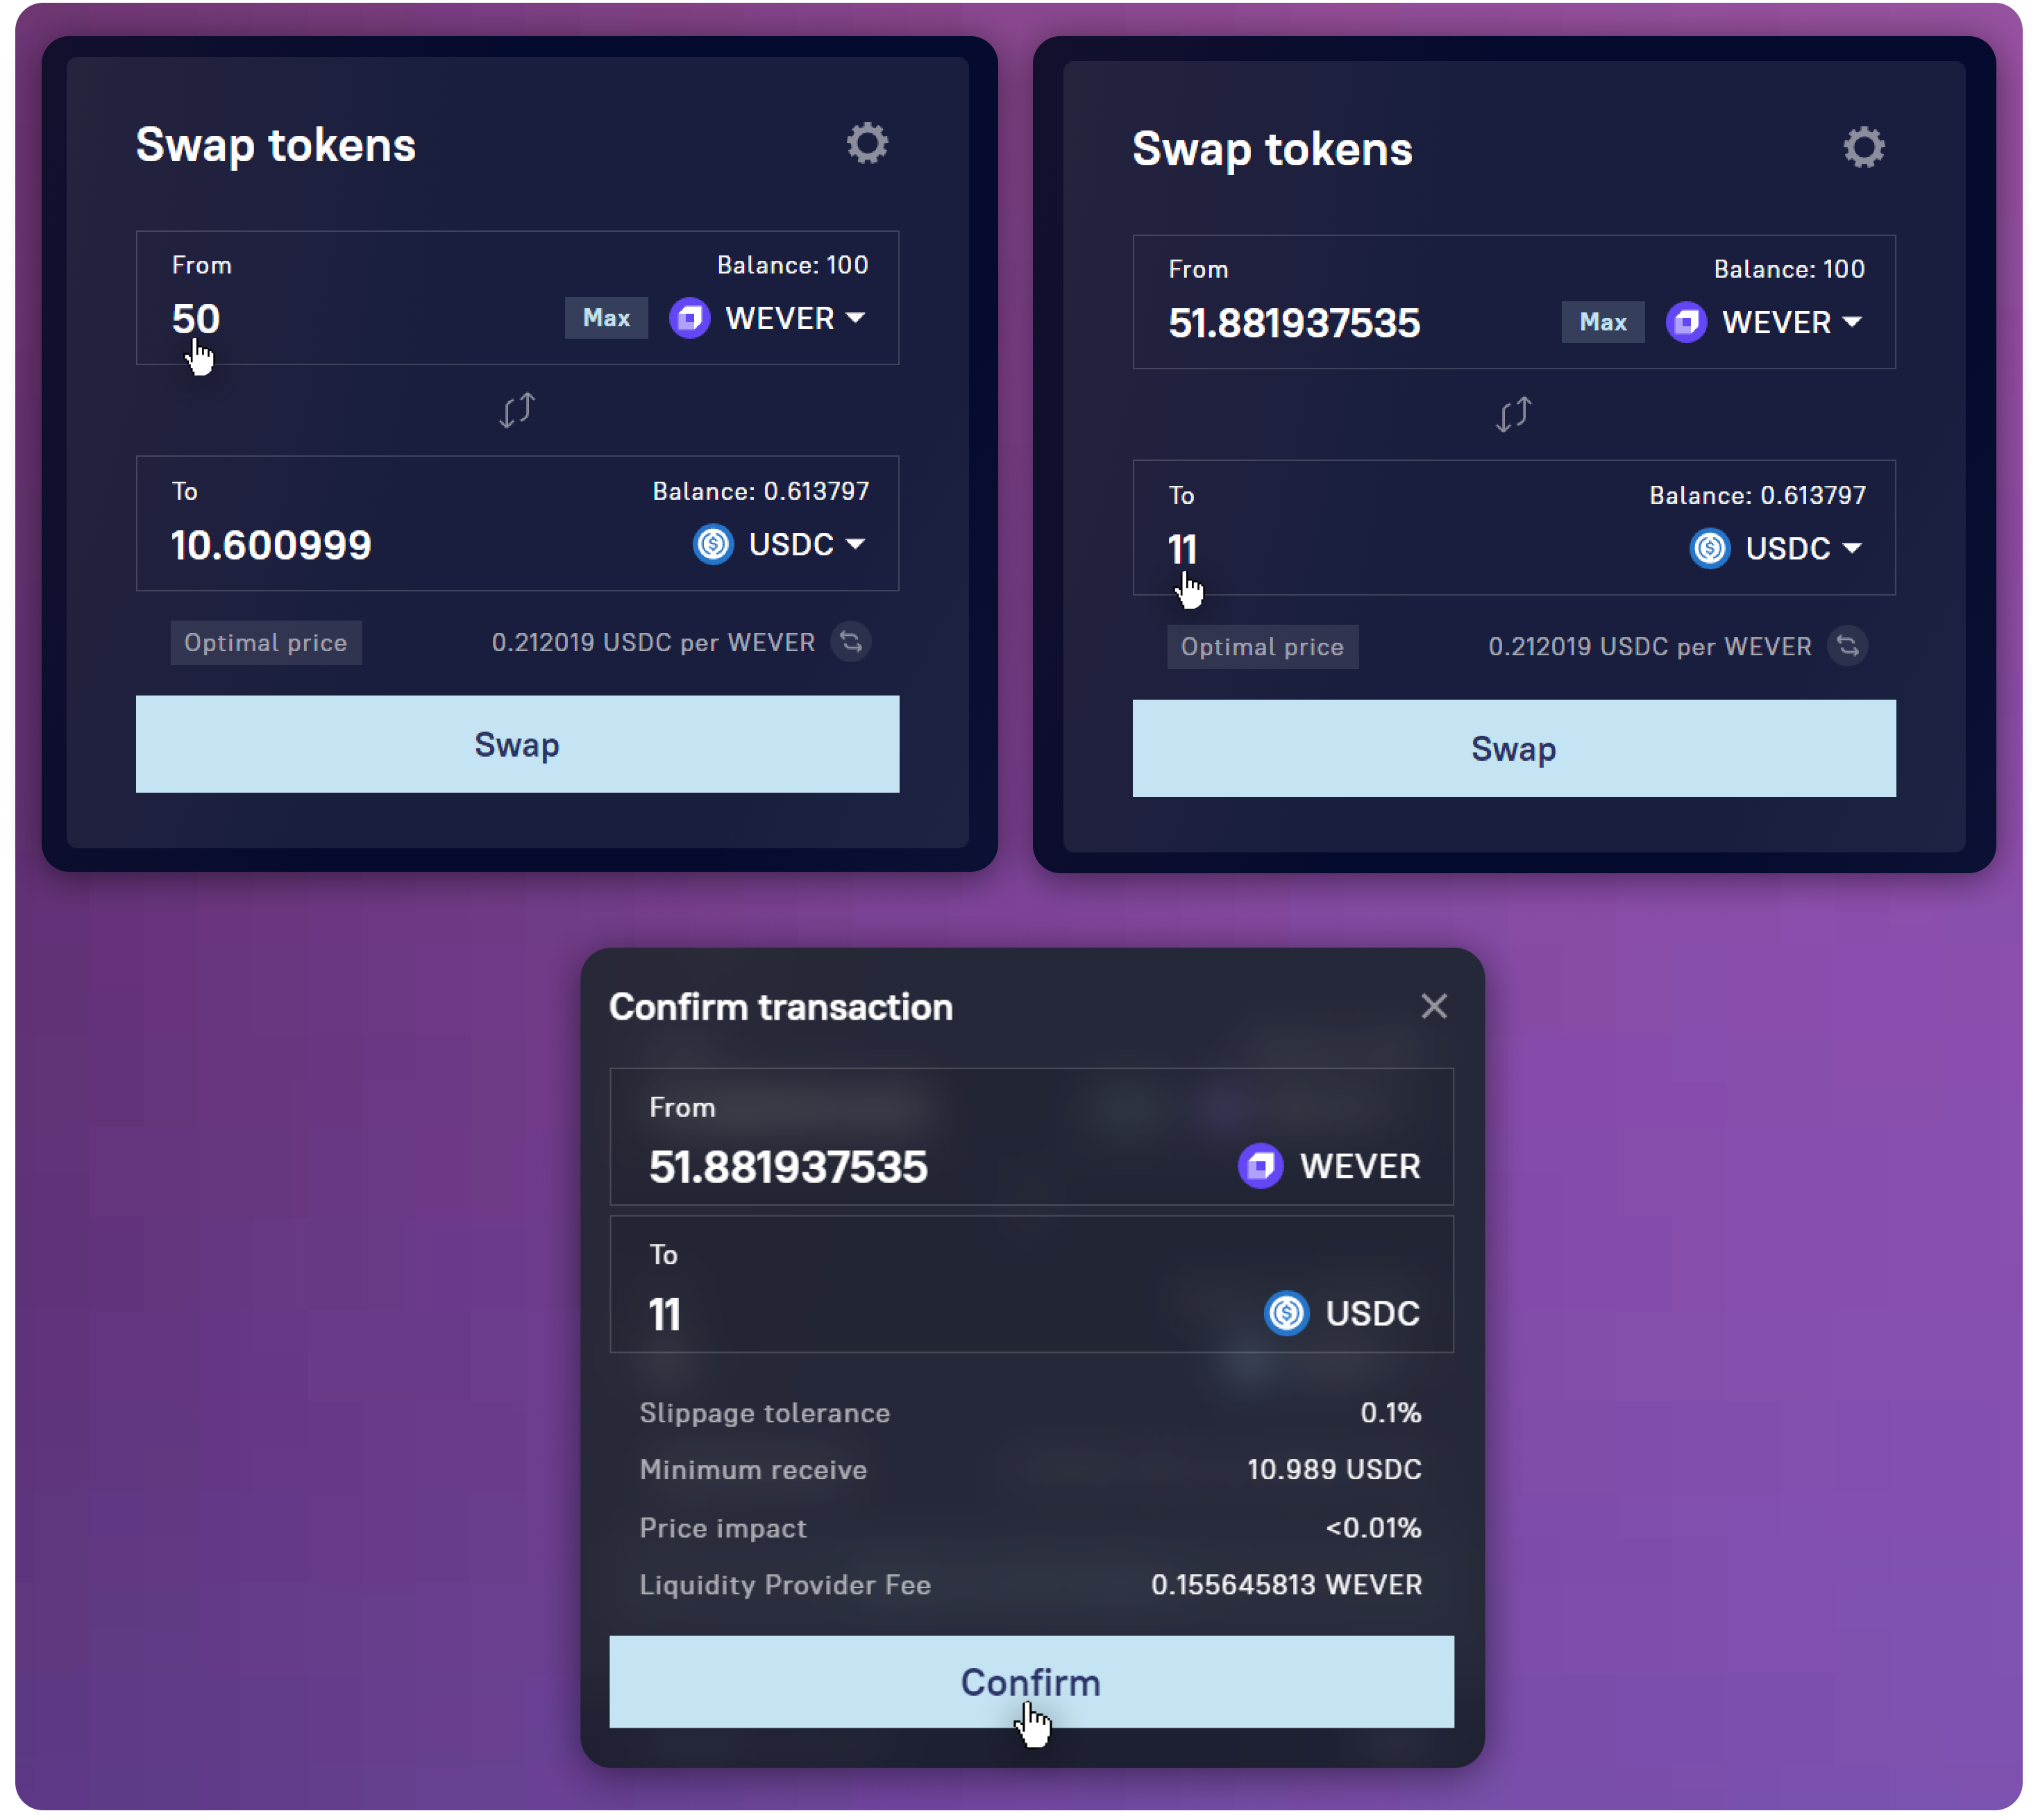 Swap tokens
From
Balance: 100
50
Max
WEVER
To
Balance: 0.613797
10.600999
USDC
Optimal price
0.212019 USDC per WEVER
Swap
Swap tokens
From
Balance: 100
51.881937535
Max
WEVER
To
Balance: 0.613797
11
USDC
Optimal price
0.212019 USDC per WEVER
Swap
Confirm transaction
From
51.881937535
WEVER
To
11
USDC
Slippage tolerance
0.1%
Minimum receive
10.989 USDC
Price impact
<0.01%
Liquidity Provider Fee
0.155645813 WEVER
Confirm